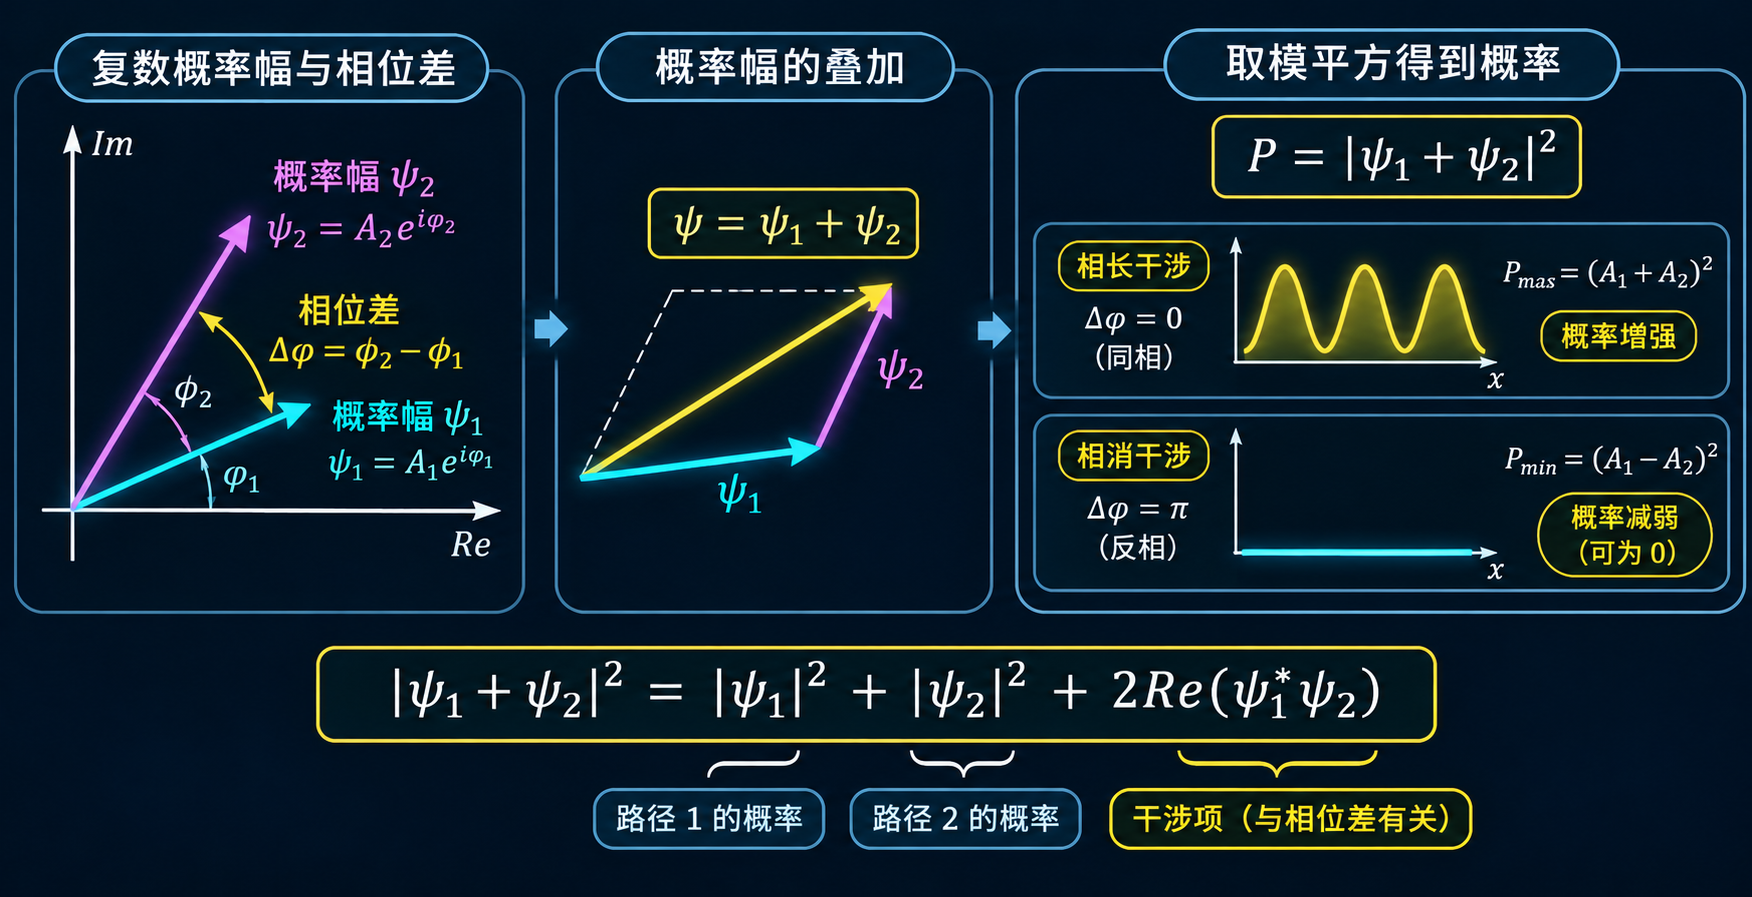 复数概率幅与相位差
Im
概率幅 ψ₂
ψ₂ = A₂e^{iφ₂}
相位差
Δφ = ϕ₂ − ϕ₁
ϕ₂
概率幅 ψ₁
ψ₁ = A₁e^{iφ₁}
φ₁
Re
概率幅的叠加
ψ = ψ₁ + ψ₂
ψ₂
ψ₁
取模平方得到概率
P = |ψ₁ + ψ₂|²
相长干涉
Δφ = 0
（同相）
x
P_{mas} = (A₁ + A₂)²
概率增强
相消干涉
Δφ = π
（反相）
x
P_{min} = (A₁ − A₂)²
概率减弱
（可为 0）
|ψ₁ + ψ₂|² = |ψ₁|² + |ψ₂|² + 2Re(ψ₁*ψ₂)
路径 1 的概率
路径 2 的概率
干涉项（与相位差有关）